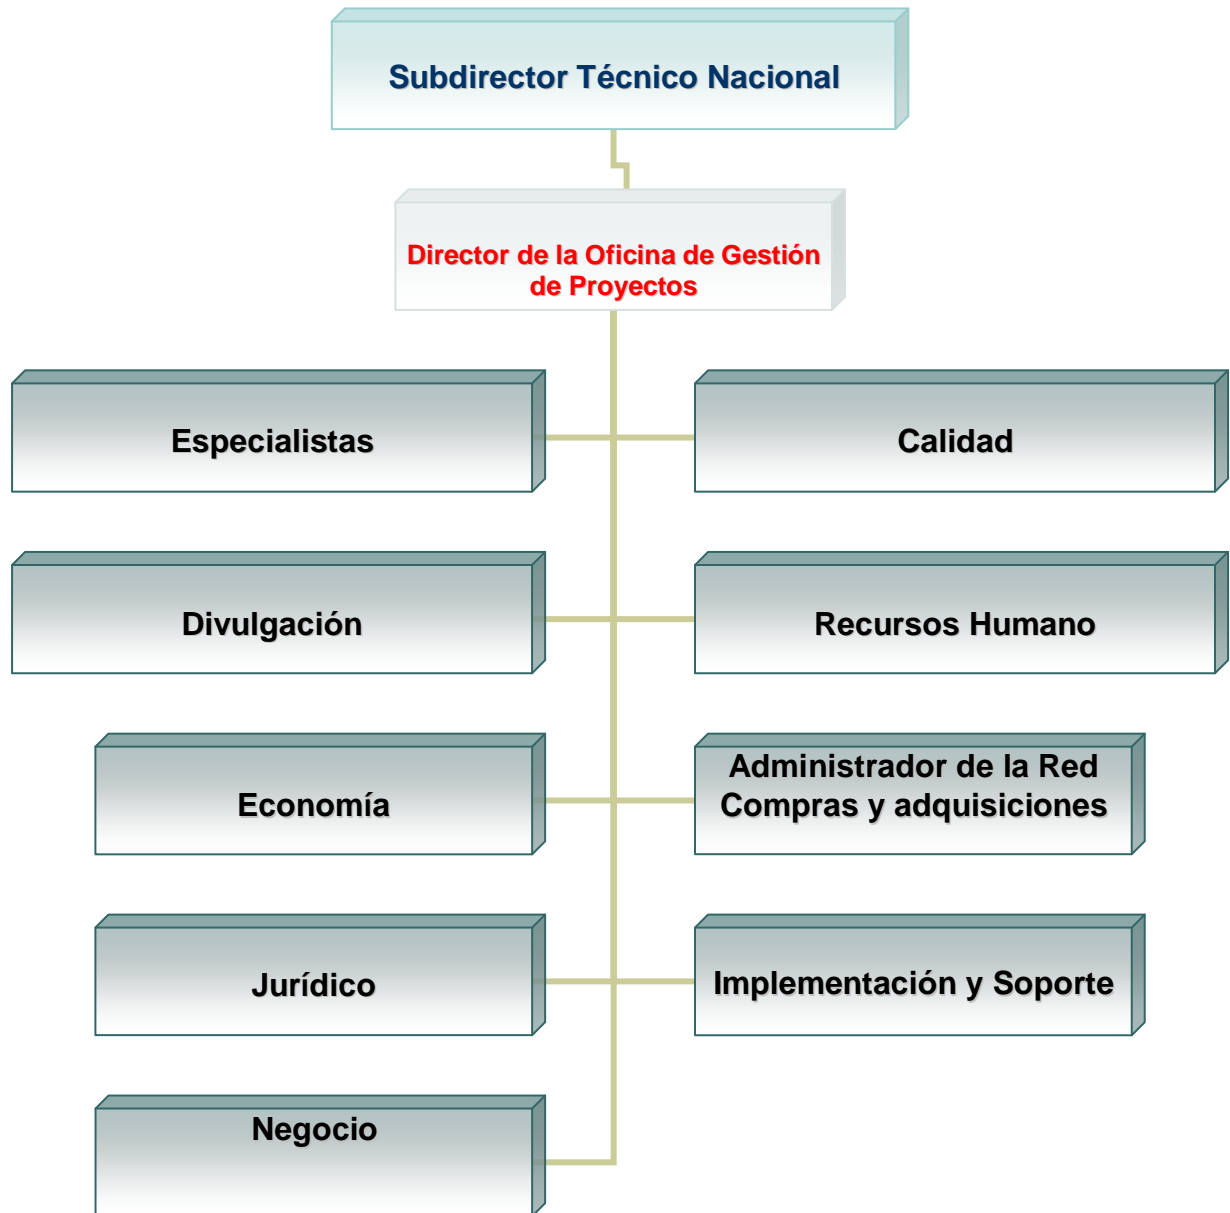 Subdirector Técnico Nacional
Director de la Oficina de Gestión
de Proyectos
Especialistas
Calidad
Divulgación
Recursos Humano
Economía
Administrador de la Red
Compras y adquisiciones
Jurídico
Implementación y Soporte
Negocio